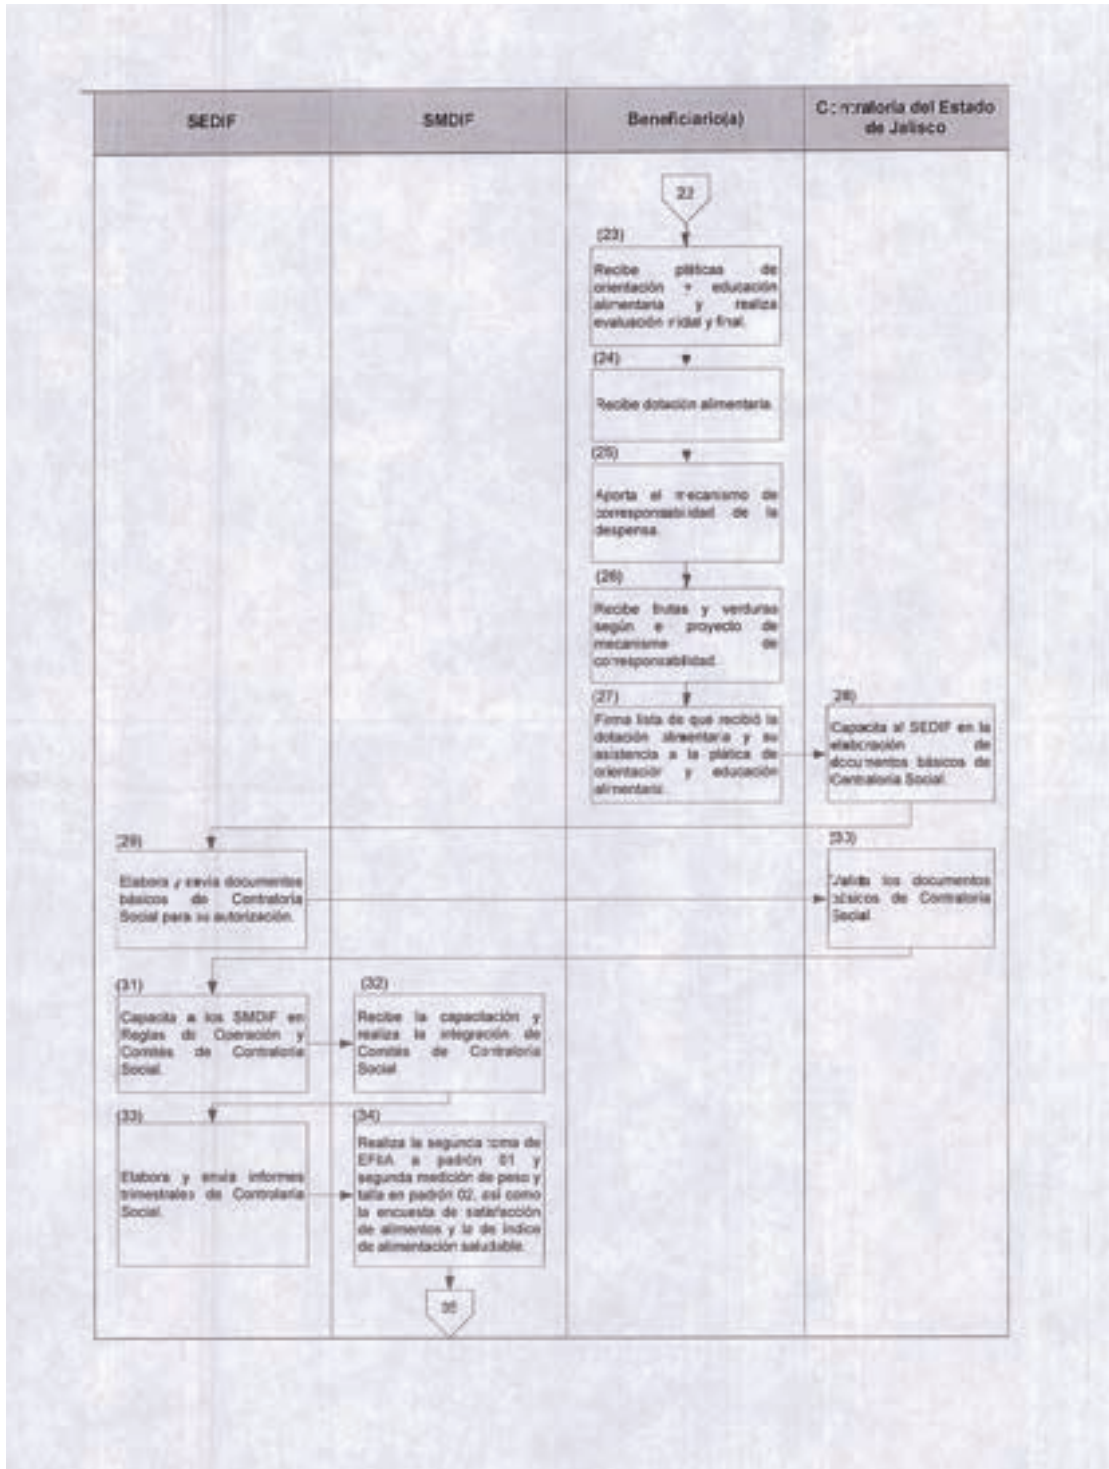 SEDIF
SMDIF
Beneficiario(a)
Contraloría del Estado
de Jalisco
22
(23)
Recibe pláticas de
orientación + educación
alimentaria y realiza
evaluación inicial y final.
(24)
Recibe dotación alimentaria.
(25)
Aporta el mecanismo de
corresponsabilidad de la
despensa.
(26)
Recibe frutas y verduras
según e proyecto de
mecanismo de
corresponsabilidad.
(27)
Firma lista de que recibió la
dotación alimentaria y su
asistencia a la plática de
orientación y educación
alimentaria.
28)
Capacita al SEDIF en la
elaboración de
documentos básicos de
Contraloría Social.
(29)
Elabora y envía documentos
básicos de Contraloría
Social para su autorización.
Valida los documentos
básicos de Contraloría
Social.
(31)
Capacita a los SMDIF en
Reglas de Operación y
Comités de Contraloría
Social.
(32)
Recibe la capacitación y
realiza la integración de
Comités de Contraloría
Social
(33)
Elabora y envía informes
trimestrales de Contraloría
Social.
(34)
Realiza la segunda toma de
a padrón 01 y
segunda medición de peso y
talla en padrón 02, así como
la encuesta de satisfacción
de alimentos y la de índice
de alimentación saludable.
35